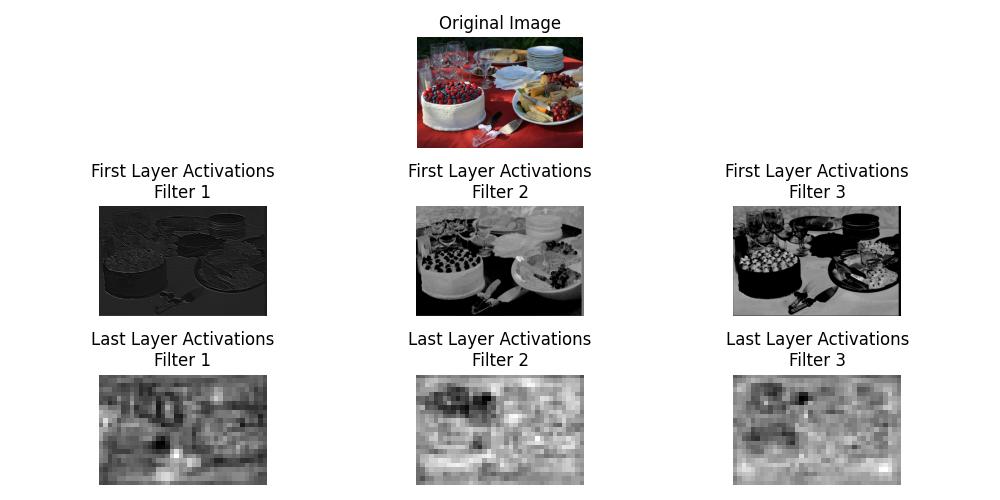 Original Image
First Layer Activations
Filter 1
First Layer Activations
Filter 2
First Layer Activations
Filter 3
Last Layer Activations
Filter 1
Last Layer Activations
Filter 2
Last Layer Activations
Filter 3